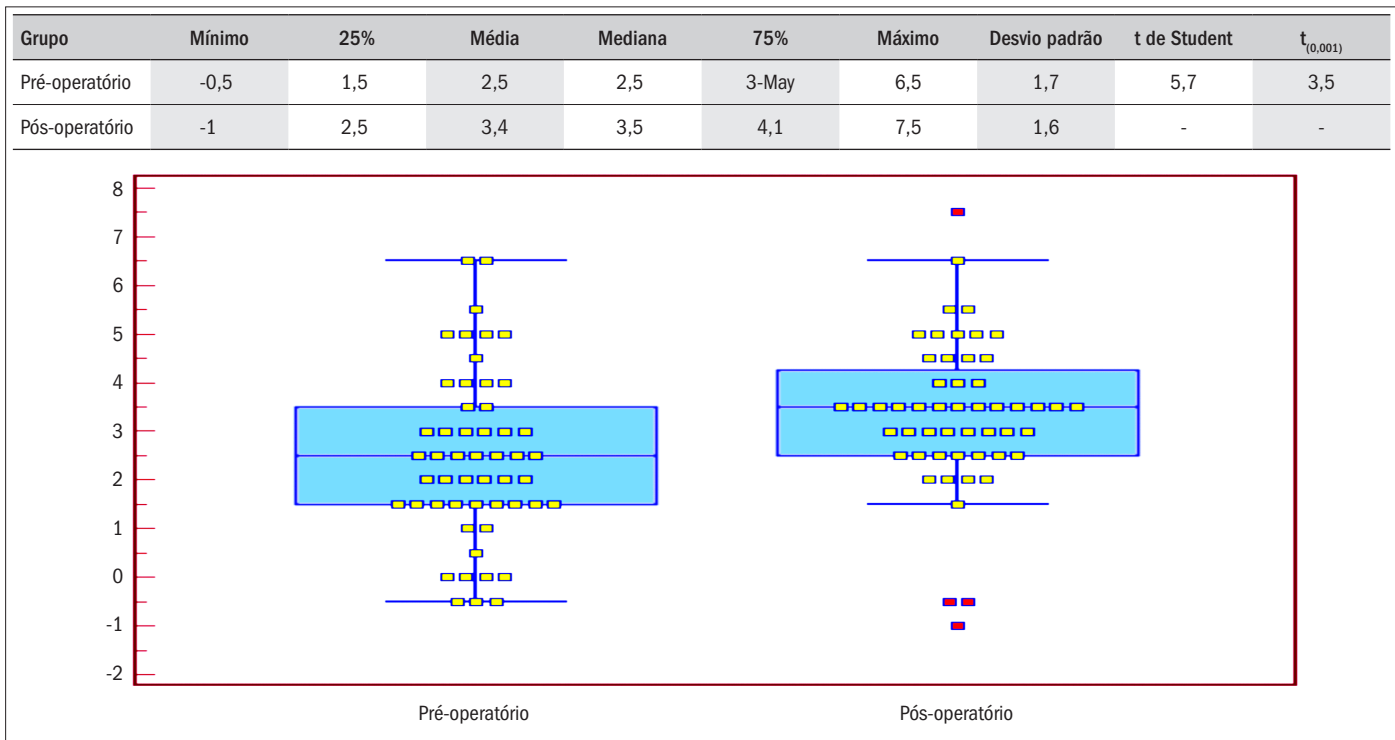 Grupo Mínimo 25% Média Mediana 75% Máximo Desvio padrão t de Student t(0,001)
Pré-operatório -0,5 1,5 2,5 2,5 3-May 6,5 1,7 5,7 3,5
Pós-operatório -1 2,5 3,4 3,5 4,1 7,5 1,6 - -
8
7
6
5
4
3
2
1
0
-1
-2
Pré-operatório Pós-operatório